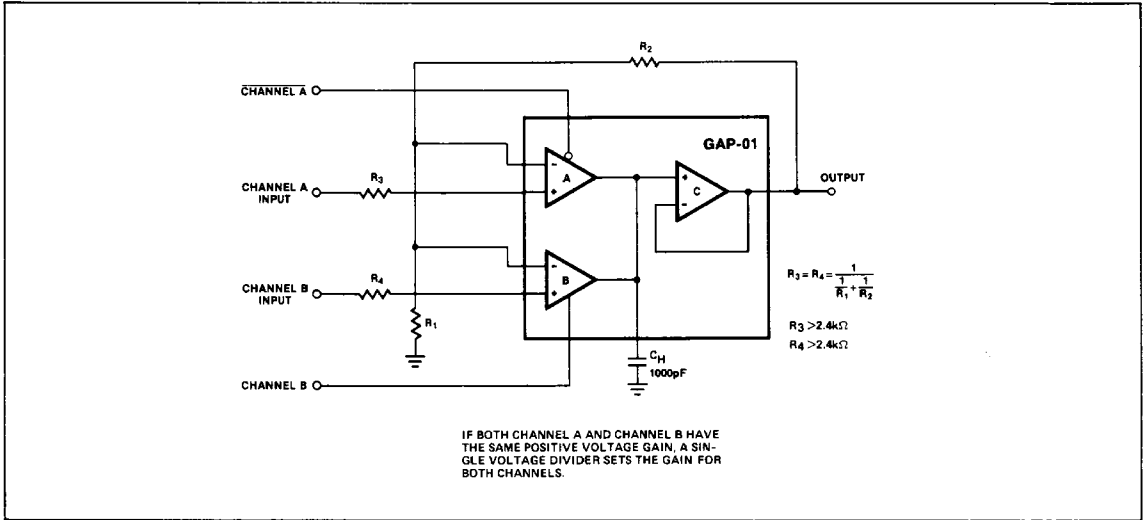 R2
CHANNEL A
GAP-01
R3
A
C
OUTPUT
CHANNEL A
INPUT
-
+
+
-
R4
B
CHANNEL B
INPUT
-
+
R3 = R4 = 1
1/R1 + 1/R2
R1
R3 >2.4kΩ
R4 >2.4kΩ
CH
1000pF
CHANNEL B
IF BOTH CHANNEL A AND CHANNEL B HAVE
THE SAME POSITIVE VOLTAGE GAIN, A SIN-
GLE VOLTAGE DIVIDER SETS THE GAIN FOR
BOTH CHANNELS.